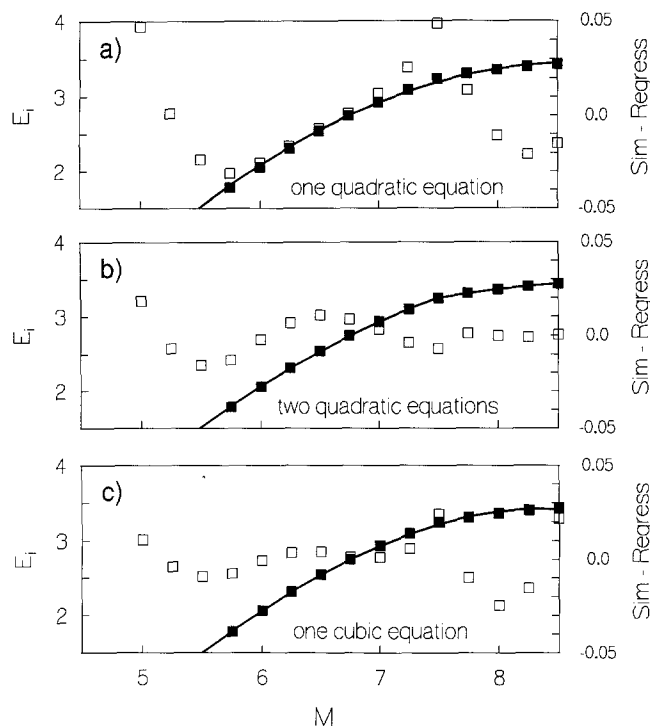 a)
4
3
2
E_i
0.05
0.0
-0.05
Sim - Regress
one quadratic equation
b)
4
3
2
E_i
0.05
0.0
-0.05
Sim - Regress
two quadratic equations
c)
4
3
2
E_i
0.05
0.0
-0.05
Sim - Regress
one cubic equation
5 6 7 8
M